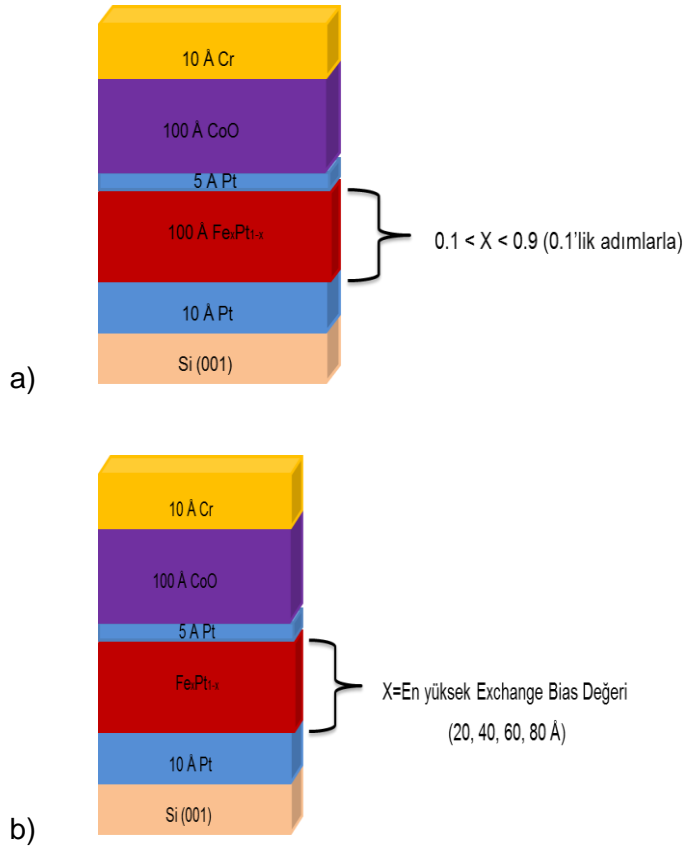 10 Å Cr
100 Å CoO
5 A Pt
100 Å FexPt1-x
0.1 < X < 0.9 (0.1'lik adımlarla)
10 Å Pt
Si (001)
a)
10 Å Cr
100 Å CoO
5 A Pt
FexPt1-x
X=En yüksek Exchange Bias Değeri
(20, 40, 60, 80 Å)
10 Å Pt
Si (001)
b)